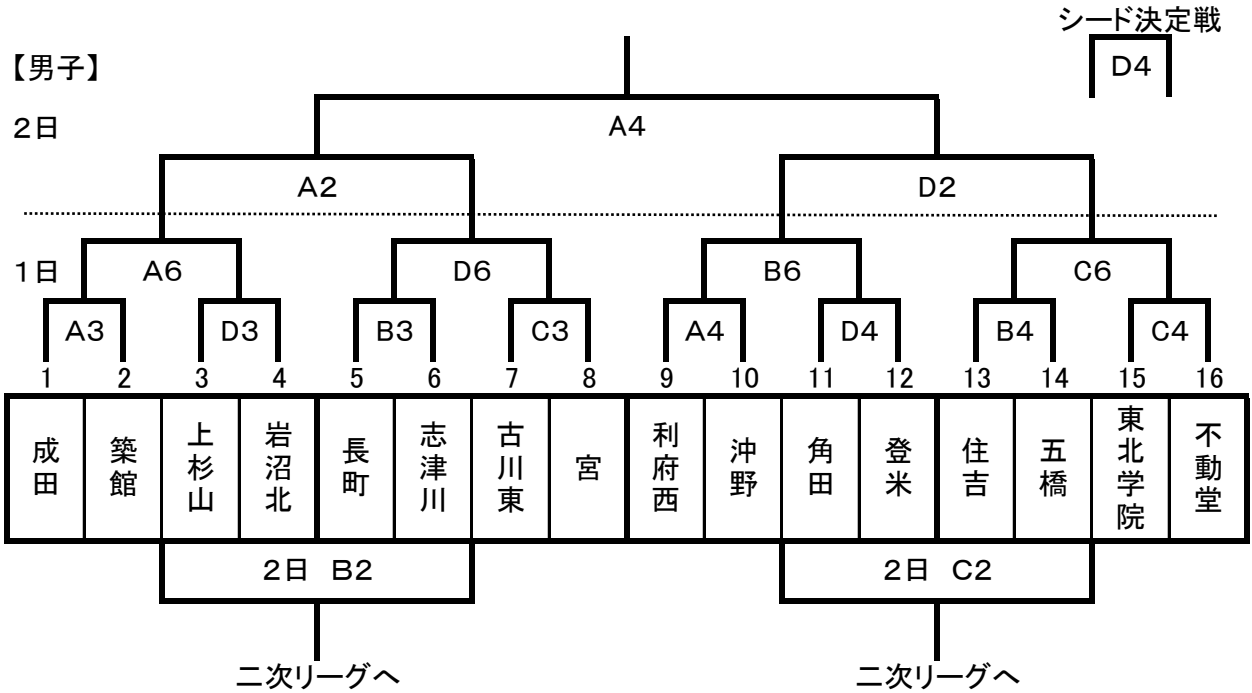 シード決定戦
【男子】
D4
2日
A4
A2
D2
1日
A6
D6
B6
C6
A3
D3
B3
C3
A4
D4
B4
C4
1 2 3 4 5 6 7 8 9 10 11 12 13 14 15 16
成田
築館
上杉山
岩沼北
長町
志津川
古川東
宮
利府西
沖野
角田
登米
住吉
五橋
東北学院
不動堂
2日 B2
2日 C2
二次リーグへ
二次リーグへ